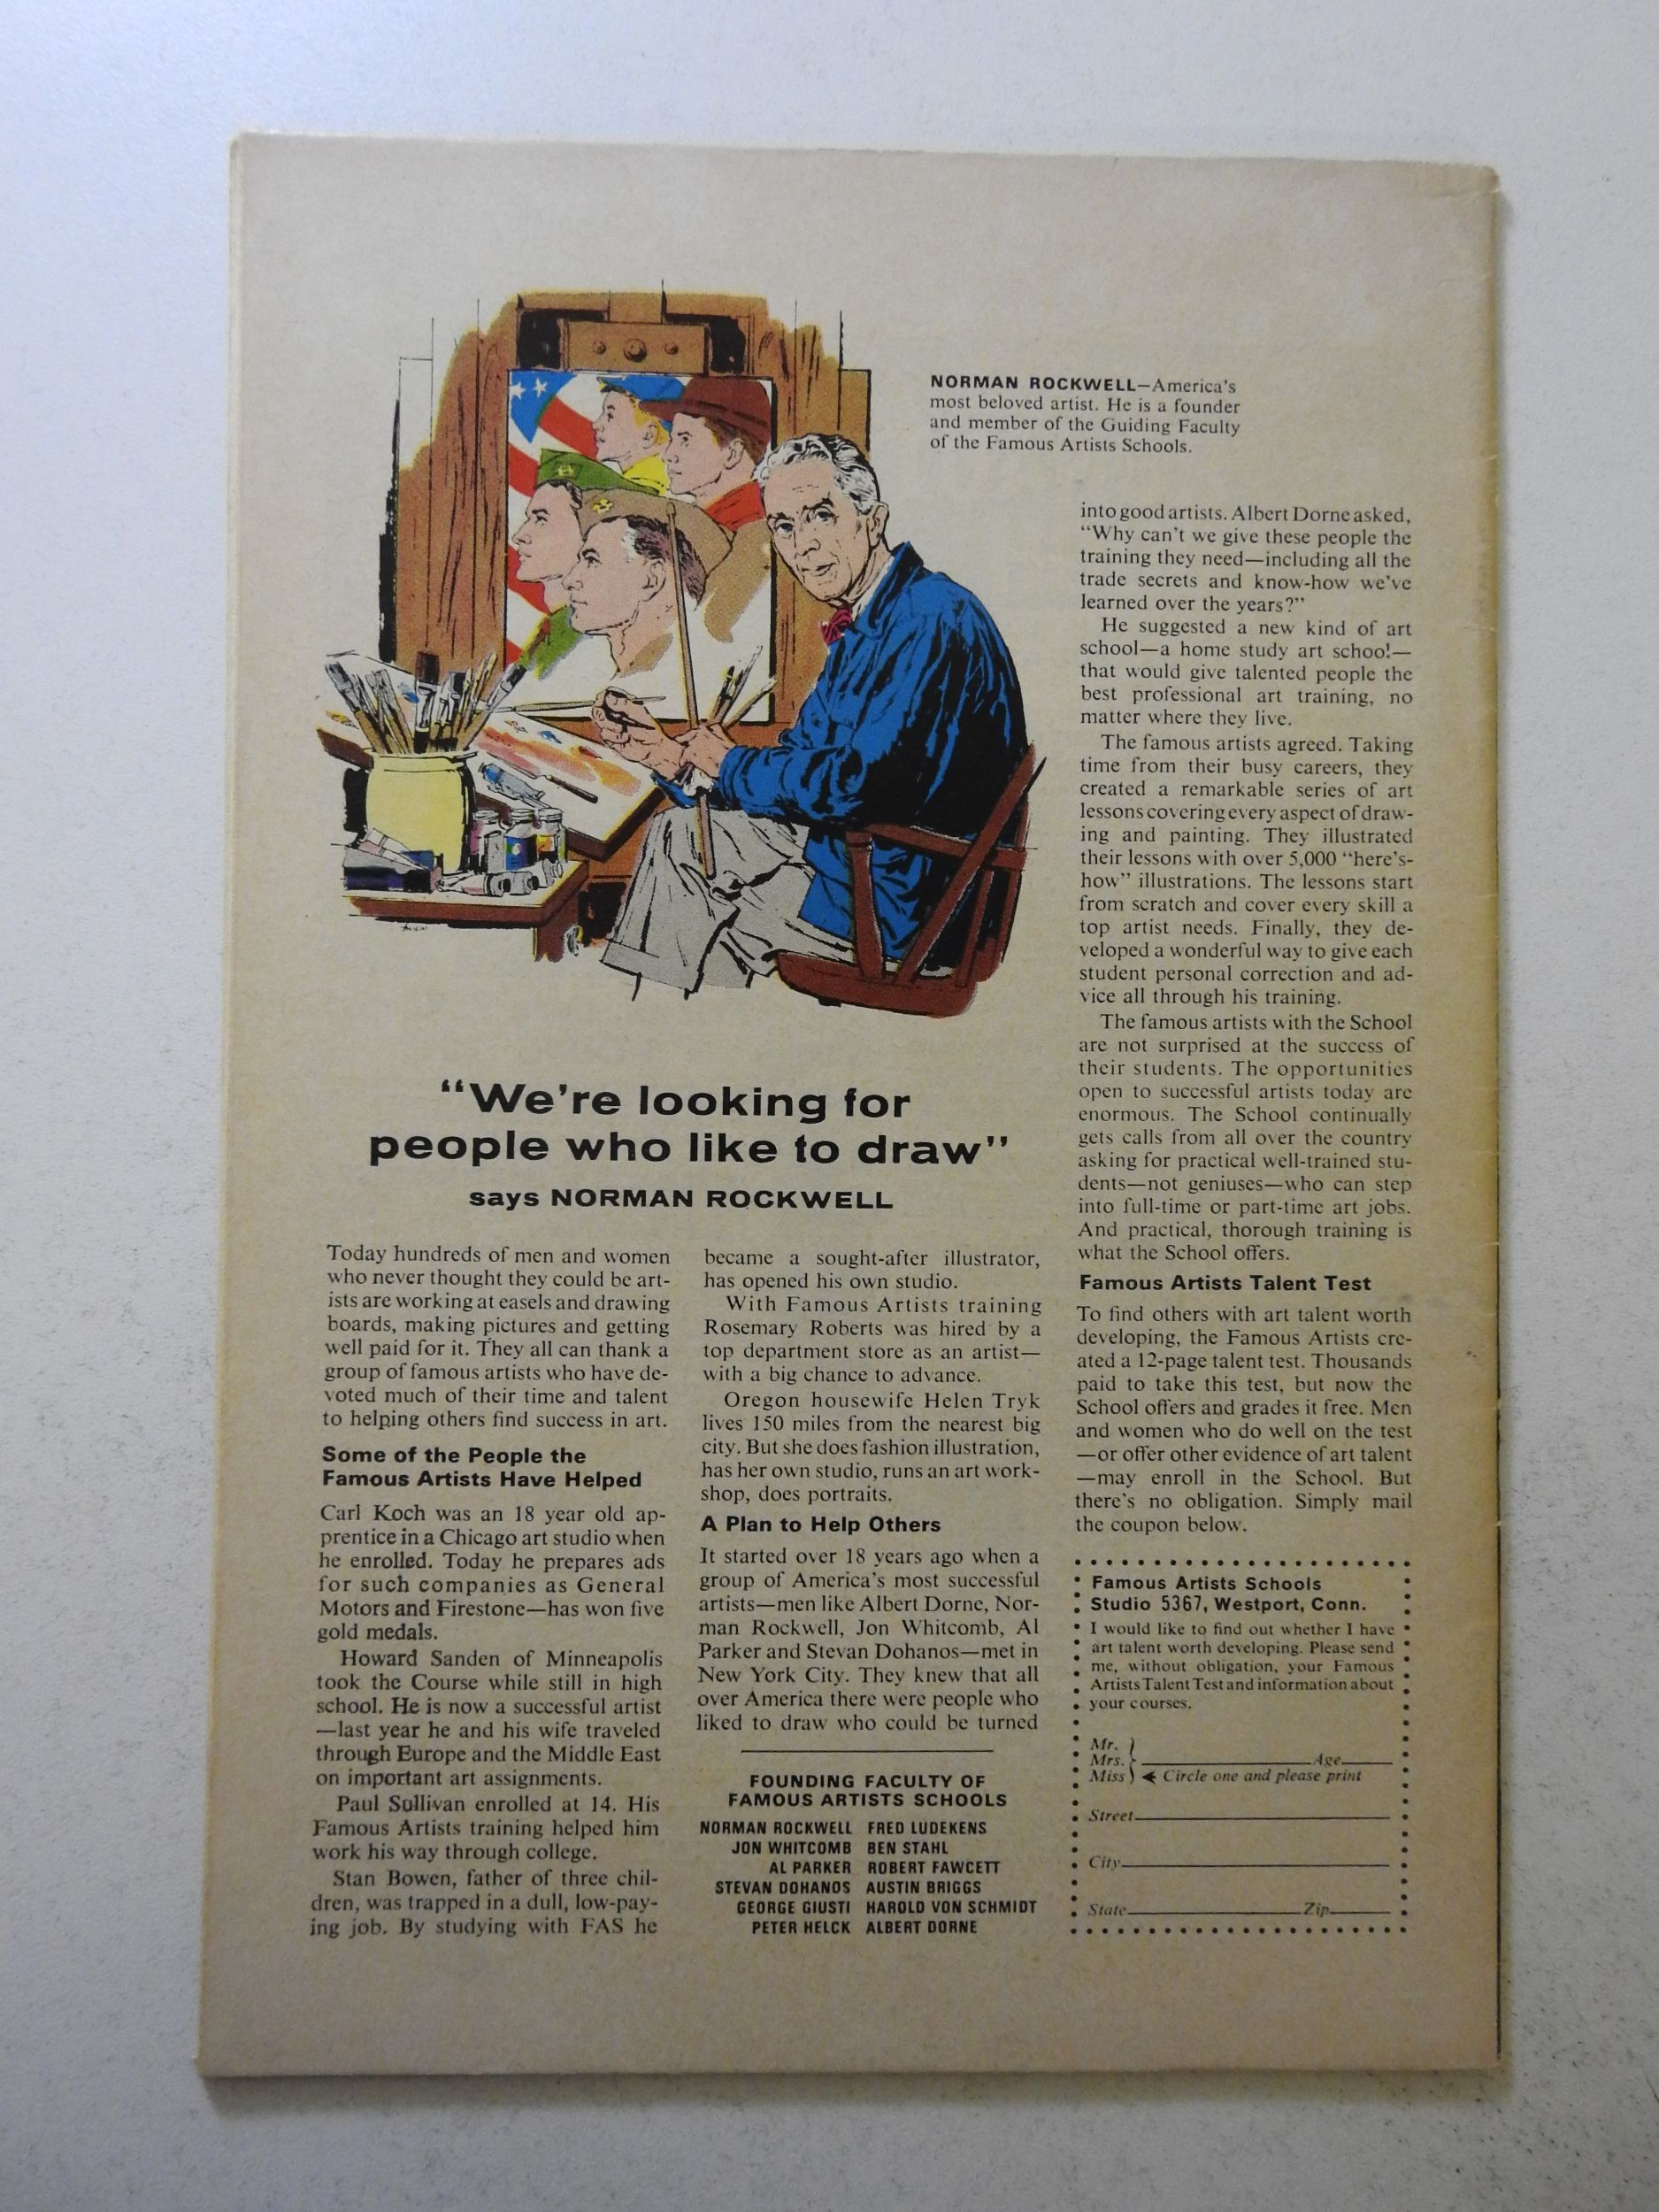 NORMAN ROCKWELL—America's
most beloved artist. He is a founder
and member of the Guiding Faculty
of the Famous Artists Schools.
"We're looking for
people who like to draw"
says NORMAN ROCKWELL
Today hundreds of men and women
who never thought they could be art-
ists are working at easels and drawing
boards, making pictures and getting
well paid for it. They all can thank a
group of famous artists who have de-
voted much of their time and talent
to helping others find success in art.
Some of the People the
Famous Artists Have Helped
Carl Koch was an 18 year old ap-
prentice in a Chicago art studio when
he enrolled. Today he prepares ads
for such companies as General
Motors and Firestone—has won five
gold medals.
Howard Sanden of Minneapolis
took the Course while still in high
school. He is now a successful artist
—last year he and his wife traveled
through Europe and the Middle East
on important art assignments.
Paul Sullivan enrolled at 14. His
Famous Artists training helped him
work his way through college.
Stan Bowen, father of three chil-
dren, was trapped in a dull, low-pay-
ing job. By studying with FAS he
became a sought-after illustrator,
has opened his own studio.
With Famous Artists training
Rosemary Roberts was hired by a
top department store as an artist—
with a big chance to advance.
Oregon housewife Helen Tryk
lives 150 miles from the nearest big
city. But she does fashion illustration,
has her own studio, runs an art work-
shop, does portraits.
A Plan to Help Others
It started over 18 years ago when a
group of America's most successful
artists—men like Albert Dorne, Nor-
man Rockwell, Jon Whitcomb, Al
Parker and Stevan Dohanos—met in
New York City. They knew that all
over America there were people who
liked to draw who could be turned
FOUNDING FACULTY OF
FAMOUS ARTISTS SCHOOLS
NORMAN ROCKWELL FRED LUDEKENS
JON WHITCOMB BEN STAHL
AL PARKER ROBERT FAWCETT
STEVAN DOHANOS AUSTIN BRIGGS
GEORGE GIUSTI HAROLD VON SCHMIDT
PETER HELCK ALBERT DORNE
into good artists. Albert Dorne asked,
"Why can't we give these people the
training they need—including all the
trade secrets and know-how we've
learned over the years?"
He suggested a new kind of art
school—a home study art school—
that would give talented people the
best professional art training, no
matter where they live.
The famous artists agreed. Taking
time from their busy careers, they
created a remarkable series of art
lessons covering every aspect of draw-
ing and painting. They illustrated
their lessons with over 5,000 "here's-
how" illustrations. The lessons start
from scratch and cover every skill a
top artist needs. Finally, they de-
veloped a wonderful way to give each
student personal correction and ad-
vice all through his training.
The famous artists with the School
are not surprised at the success of
their students. The opportunities
open to successful artists today are
enormous. The School continually
gets calls from all over the country
asking for practical well-trained stu-
dents—not geniuses—who can step
into full-time or part-time art jobs.
And practical, thorough training is
what the School offers.
Famous Artists Talent Test
To find others with art talent worth
developing, the Famous Artists cre-
ated a 12-page talent test. Thousands
paid to take this test, but now the
School offers and grades it free. Men
and women who do well on the test
—or offer other evidence of art talent
—may enroll in the School. But
there's no obligation. Simply mail
the coupon below.
Famous Artists Schools
Studio 5367, Westport, Conn.
I would like to find out whether I have
art talent worth developing. Please send
me, without obligation, your Famous
Artists Talent Test and information about
your courses.
Mr.
Mrs. Age
Miss Circle one and please print
Street
City
State Zip